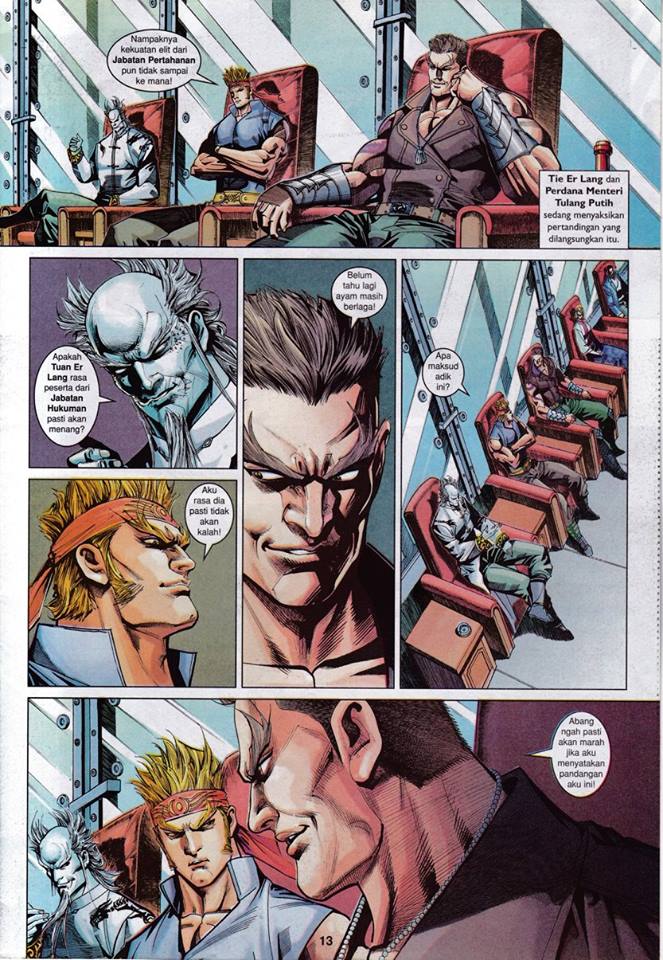 Nampaknya
kekuatan elit dari
Jabatan Pertahanan
pun tidak sampai
ke mana!
Tie Er Lang dan
Perdana Menteri
Tulang Putih
sedang menyaksikan
pertandingan yang
dilangsungkan itu.
Apakah
Tuan Er
Lang rasa
peserta dari
Jabatan
Hukuman
pasti akan
menang?
Aku
rasa dia
pasti tidak
akan
kalah!
Belum
tahu lagi
ayam masih
berlaga!
Apa
maksud
adik
ini?
Abang
ngah pasti
akan marah
jika aku
menyatakan
pandangan
aku ini!
13